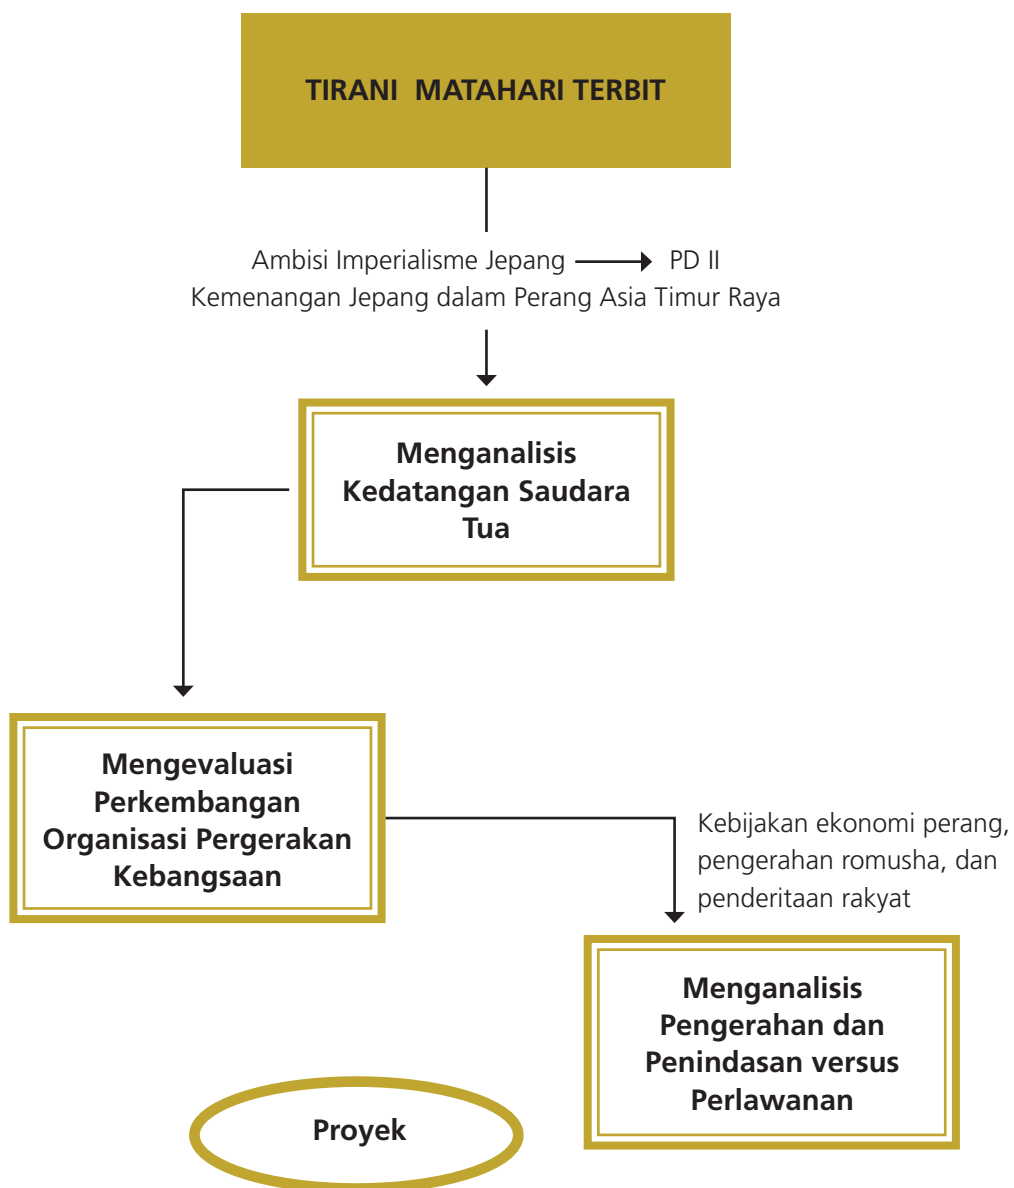 TIRANI MATAHARI TERBIT
Ambisi Imperialisme Jepang PD II
Kemenangan Jepang dalam Perang Asia Timur Raya
Menganalisis
Kedatangan Saudara
Tua
Mengevaluasi
Perkembangan
Organisasi Pergerakan
Kebangsaan
Kebijakan ekonomi perang,
pengerahan romusha, dan
penderitaan rakyat
Menganalisis
Pengerahan dan
Penindasan versus
Perlawanan
Proyek